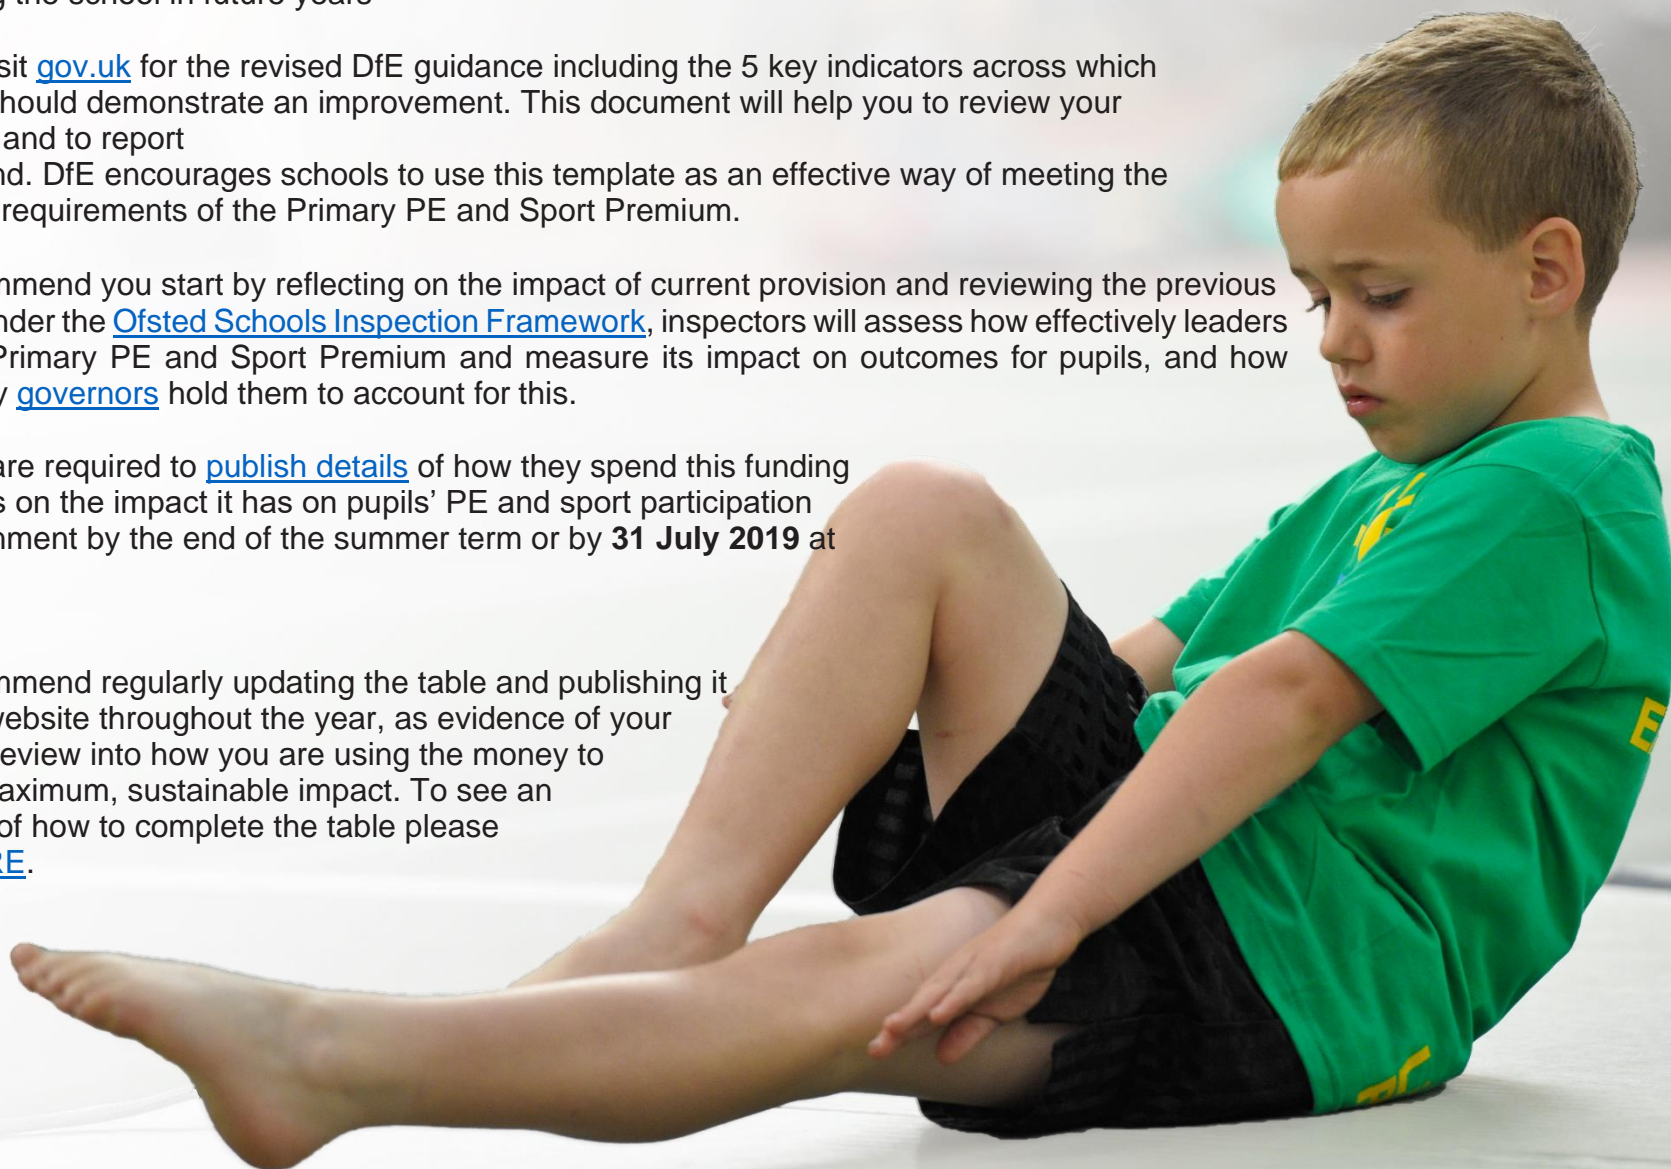 the school in future years
sit gov.uk for the revised DfE guidance including the 5 key indicators across which
hould demonstrate an improvement. This document will help you to review your
and to report
nd. DfE encourages schools to use this template as an effective way of meeting the
requirements of the Primary PE and Sport Premium.
mmend you start by reflecting on the impact of current provision and reviewing the previous
nder the Ofsted Schools Inspection Framework, inspectors will assess how effectively leaders
Primary PE and Sport Premium and measure its impact on outcomes for pupils, and how
y governors hold them to account for this.
are required to publish details of how they spend this funding
s on the impact it has on pupils’ PE and sport participation
nment by the end of the summer term or by 31 July 2019 at
mmend regularly updating the table and publishing it
website throughout the year, as evidence of your
eview into how you are using the money to
aximum, sustainable impact. To see an
of how to complete the table please
RE.